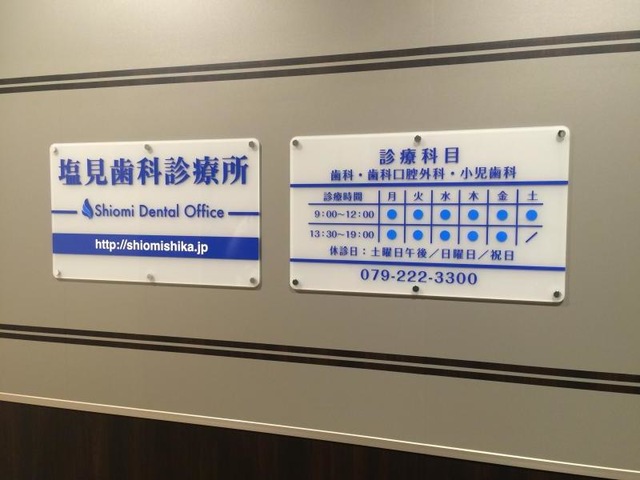 塩見歯科診療所
Shiomi Dental Office
http://shiomishika.jp
診療科目
歯科・歯科口腔外科・小児歯科
診療時間 月 火 水 木 金 土
9:00~12:00 ● ● ● ● ● ●
13:30~19:00 ● ● ● ● ● ／
休診日：土曜日午後／日曜日／祝日
079-222-3300